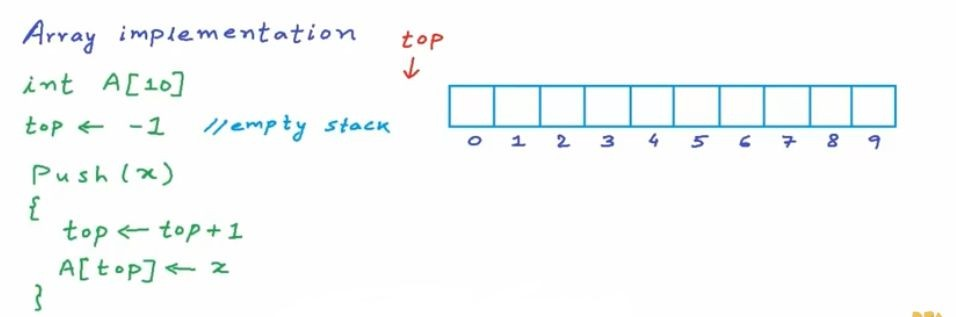 Array implementation
top
↓
int A[10]
top ← -1 //empty stack
0 1 2 3 4 5 6 7 8 9
Push(x)
{
top ← top+1
A[top] ← x
}